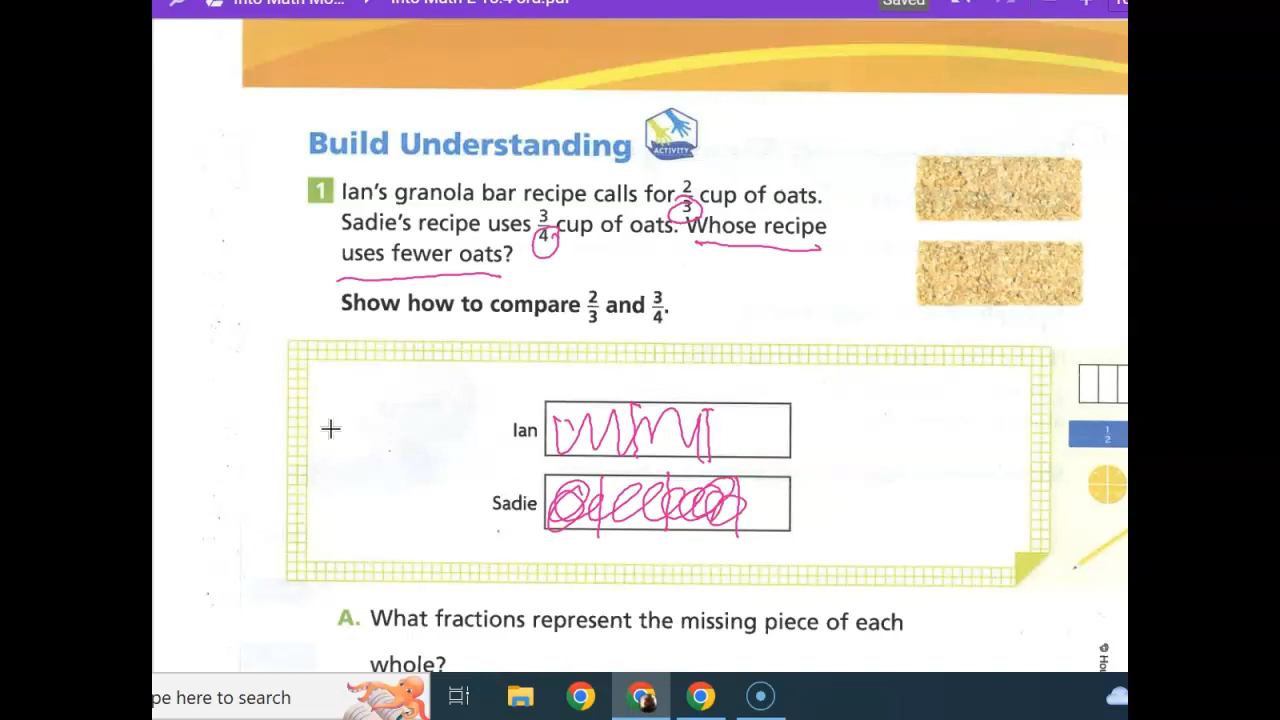 Saved
Build Understanding
ACTIVITY
1 Ian's granola bar recipe calls for 2/3 cup of oats.
Sadie's recipe uses 3/4 cup of oats. Whose recipe
uses fewer oats?
Show how to compare 2/3 and 3/4.
Ian
Sadie
1/2
A. What fractions represent the missing piece of each
whole?
pe here to search